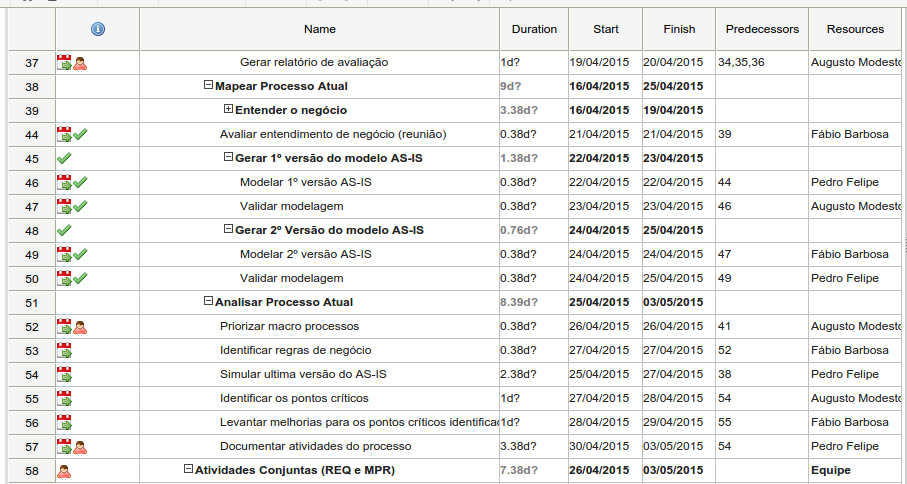 Name Duration Start Finish Predecessors Resources
37 Gerar relatório de avaliação 1d? 19/04/2015 20/04/2015 34,35,36 Augusto Modesto
38 Mapear Processo Atual 9d? 16/04/2015 25/04/2015
39 Entender o negócio 3.38d? 16/04/2015 19/04/2015
44 Avaliar entendimento de negócio (reunião) 0.38d? 21/04/2015 21/04/2015 39 Fábio Barbosa
45 Gerar 1º versão do modelo AS-IS 1.38d? 22/04/2015 23/04/2015
46 Modelar 1º versão AS-IS 0.38d? 22/04/2015 22/04/2015 44 Pedro Felipe
47 Validar modelagem 0.38d? 23/04/2015 23/04/2015 46 Augusto Modesto
48 Gerar 2º Versão do modelo AS-IS 0.76d? 24/04/2015 25/04/2015
49 Modelar 2º versão AS-IS 0.38d? 24/04/2015 24/04/2015 47 Fábio Barbosa
50 Validar modelagem 0.38d? 24/04/2015 25/04/2015 49 Pedro Felipe
51 Analisar Processo Atual 8.39d? 25/04/2015 03/05/2015
52 Priorizar macro processos 0.38d? 26/04/2015 26/04/2015 41 Augusto Modesto
53 Identificar regras de negócio 0.38d? 27/04/2015 27/04/2015 52 Fábio Barbosa
54 Simular ultima versão do AS-IS 2.38d? 25/04/2015 27/04/2015 38 Pedro Felipe
55 Identificar os pontos críticos 1d? 27/04/2015 28/04/2015 54 Augusto Modesto
56 Levantar melhorias para os pontos críticos identifica 1d? 28/04/2015 29/04/2015 55 Fábio Barbosa
57 Documentar atividades do processo 3.38d? 30/04/2015 03/05/2015 54 Pedro Felipe
58 Atividades Conjuntas (REQ e MPR) 7.38d? 26/04/2015 03/05/2015 Equipe